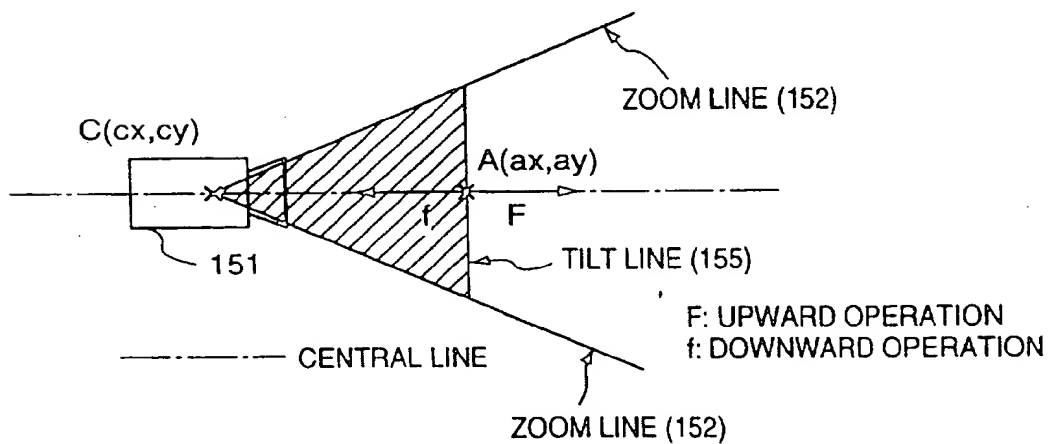 ZOOM LINE (152)
C(cx,cy)
A(ax,ay)
f
F
151
TILT LINE (155)
F: UPWARD OPERATION
f: DOWNWARD OPERATION
CENTRAL LINE
ZOOM LINE (152)